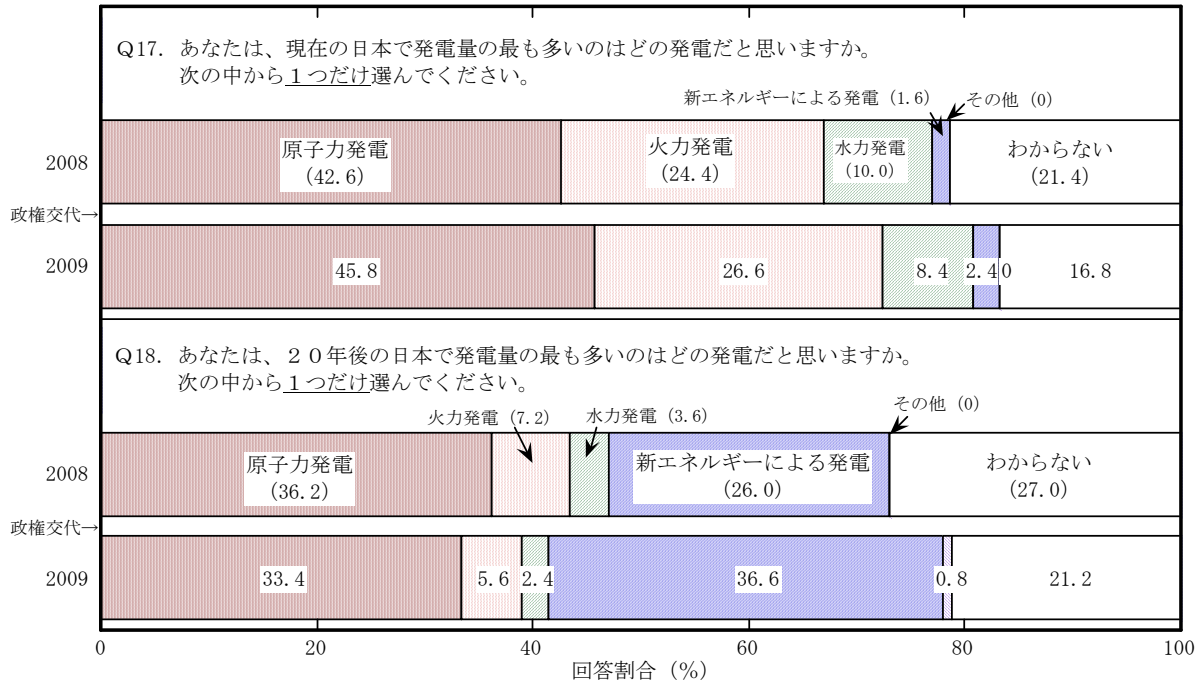 Q17. あなたは、現在の日本で発電量の最も多いのはどの発電だと思いますか。
次の中から１つだけ選んでください。
新エネルギーによる発電 (1.6)
その他 (0)
2008
原子力発電
(42.6)
火力発電
(24.4)
水力発電
(10.0)
わからない
(21.4)
政権交代→
2009
45.8
26.6
8.4
2.4
0
16.8
Q18. あなたは、２０年後の日本で発電量の最も多いのはどの発電だと思いますか。
次の中から１つだけ選んでください。
火力発電 (7.2)
水力発電 (3.6)
その他 (0)
2008
原子力発電
(36.2)
新エネルギーによる発電
(26.0)
わからない
(27.0)
政権交代→
2009
33.4
5.6
2.4
36.6
0.8
21.2
0
20
40
60
80
100
回答割合 (%)